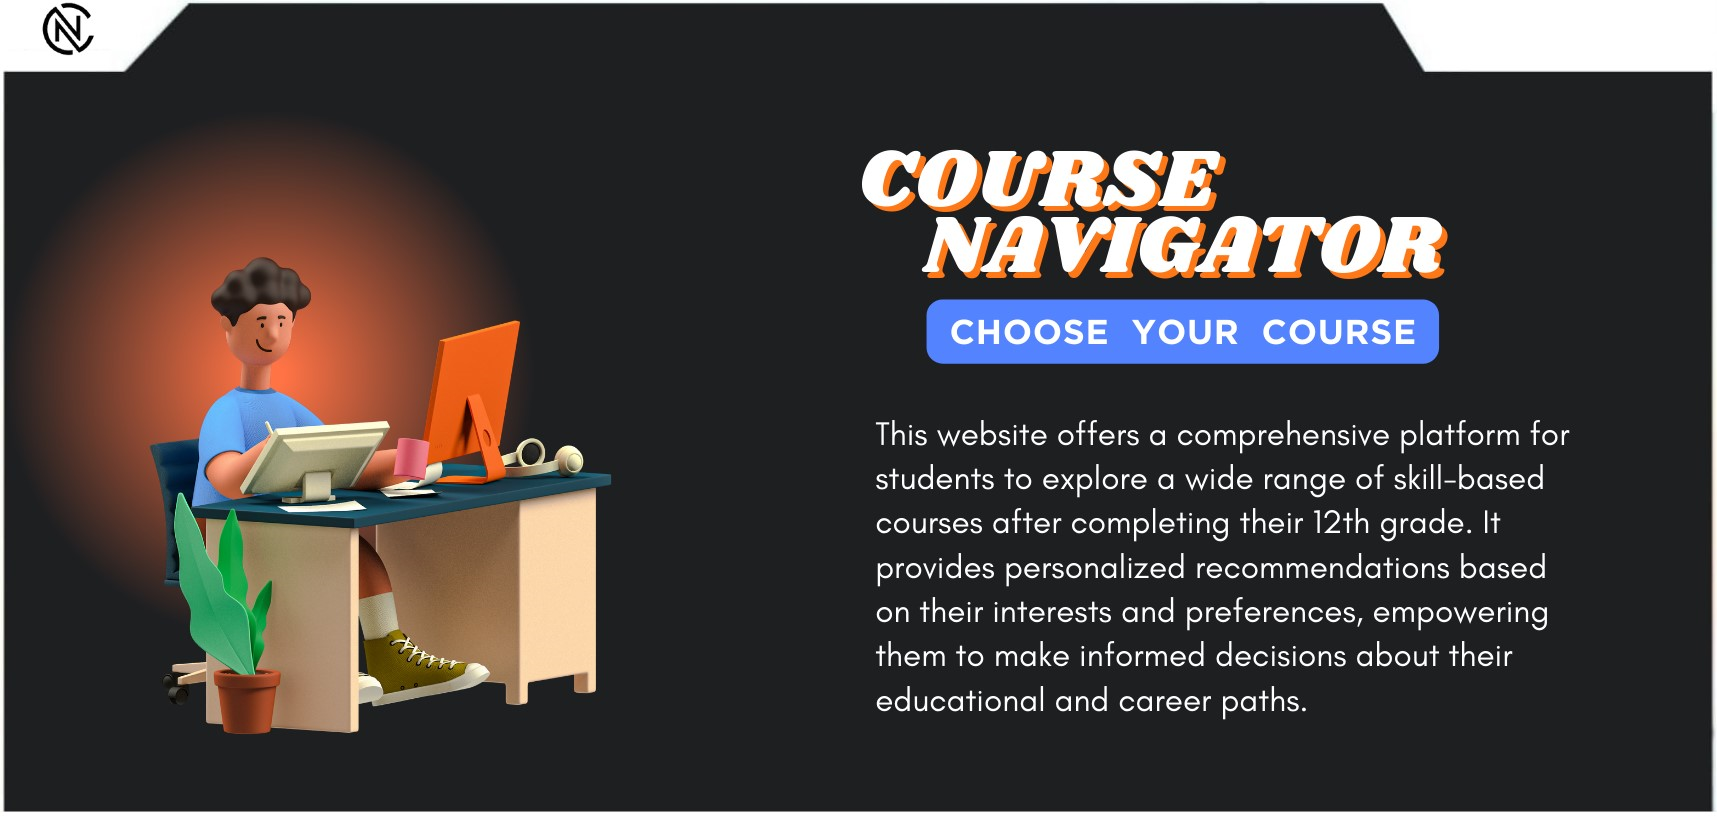 CN
COURSE
NAVIGATOR
CHOOSE YOUR COURSE
This website offers a comprehensive platform for
students to explore a wide range of skill-based
courses after completing their 12th grade. It
provides personalized recommendations based
on their interests and preferences, empowering
them to make informed decisions about their
educational and career paths.